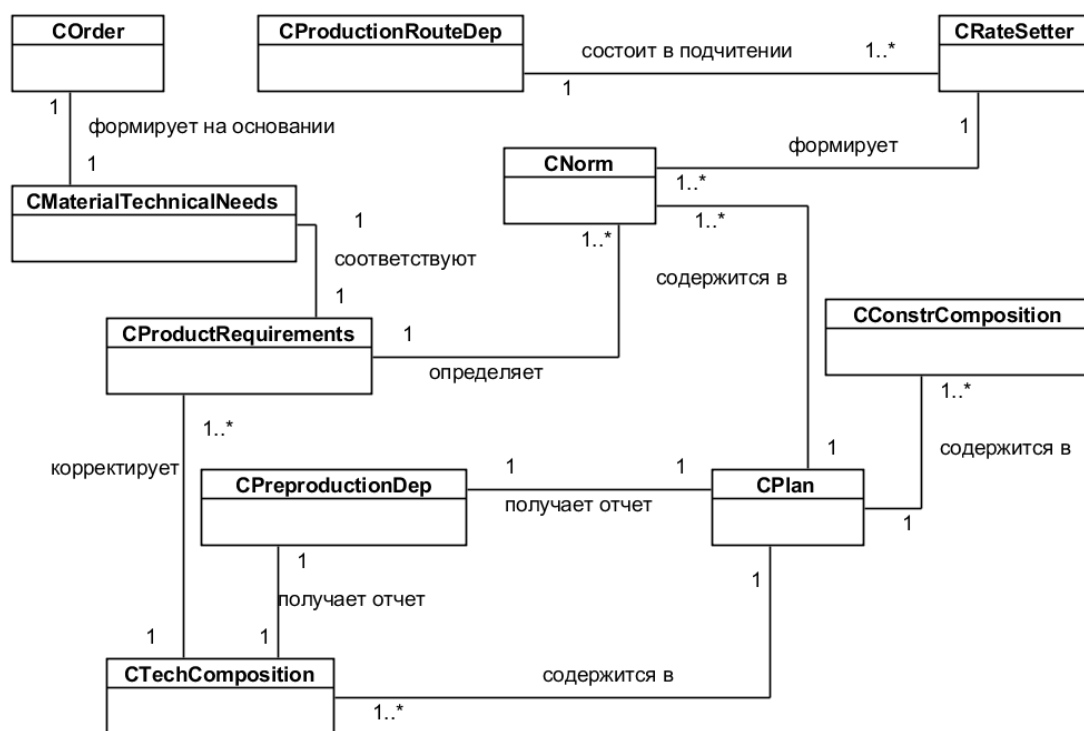 COrder
CProductionRouteDep
CRateSetter
состоит в подчитении
1..*
1
1
формирует на основании
1
1
формирует
CNorm
1..*
CMaterialTechnicalNeeds
1
1..*
1..*
соответствуют
содержится в
1
CConstrComposition
CProductRequirements
1
определяет
1..*
1..*
содержится в
1
корректирует
CPreproductionDep
1
1
получает отчет
CPlan
1
1
1
получает отчет
1
1
CTechComposition
содержится в
1..*